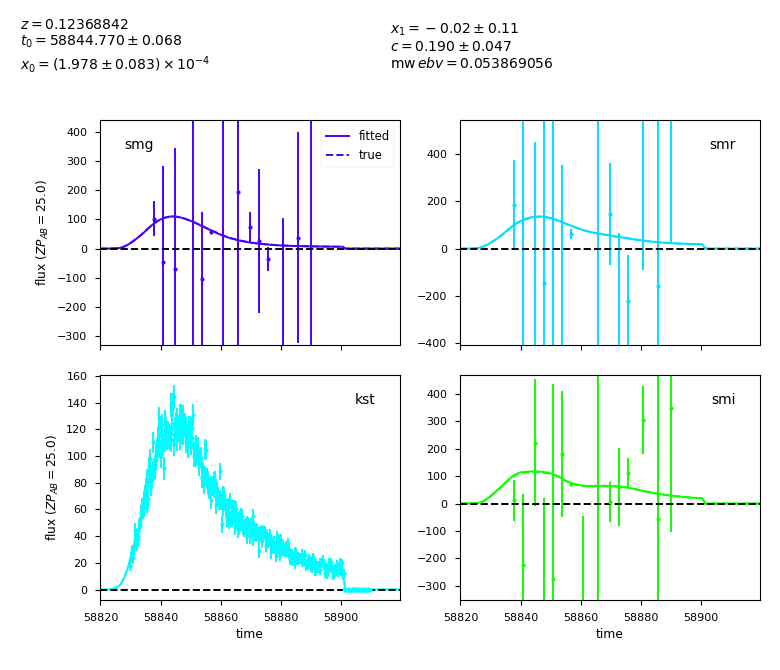 z = 0.12368842
t₀ = 58844.770 ± 0.068
x₀ = (1.978 ± 0.083) × 10⁻⁴
x₁ = −0.02 ± 0.11
c = 0.190 ± 0.047
mw ebv = 0.053869056
smg
fitted
true
400
300
200
100
0
−100
−200
−300
flux (ZP_AB = 25.0)
smr
400
200
0
−200
−400
kst
160
140
120
100
80
60
40
20
0
flux (ZP_AB = 25.0)
58820 58840 58860 58880 58900
time
smi
400
300
200
100
0
−100
−200
−300
58820 58840 58860 58880 58900
time